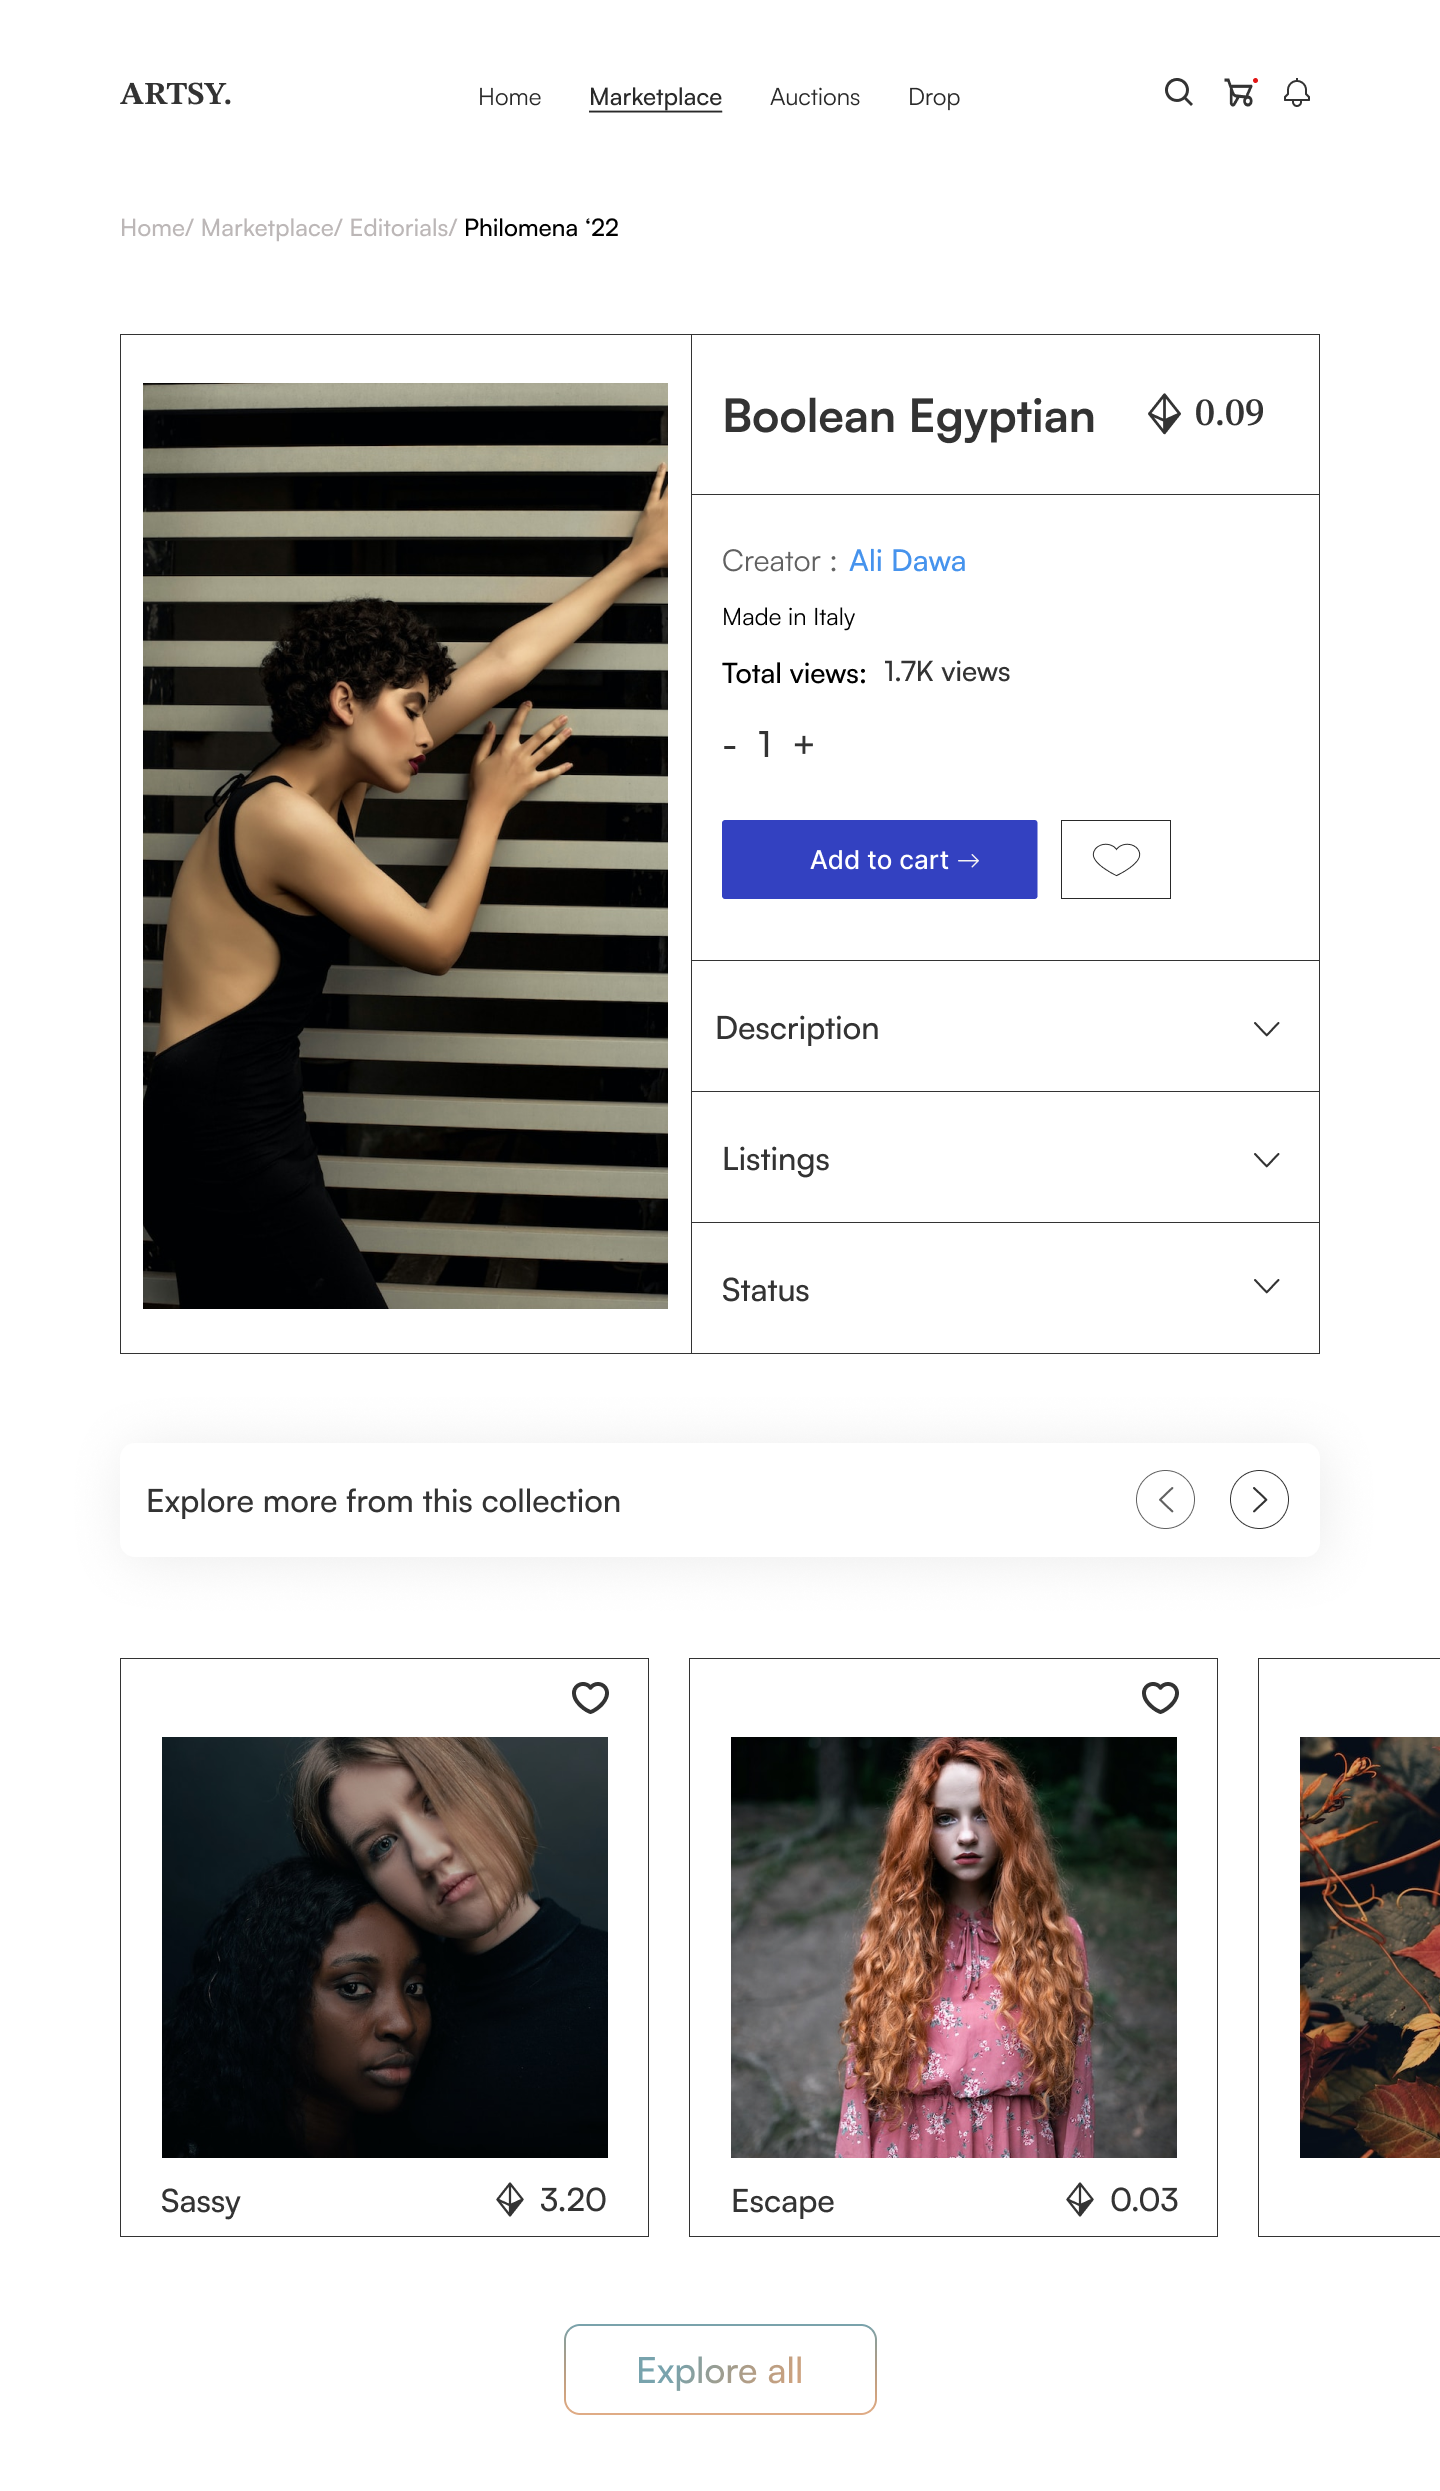 ARTSY.
Home Marketplace Auctions Drop
Home/ Marketplace/ Editorials/ Philomena ‘22
Boolean Egyptian 0.09
Creator : Ali Dawa
Made in Italy
Total views: 1.7K views
- 1 +
Add to cart →
Description
Listings
Status
Explore more from this collection
Sassy 3.20
Escape 0.03
Explore all